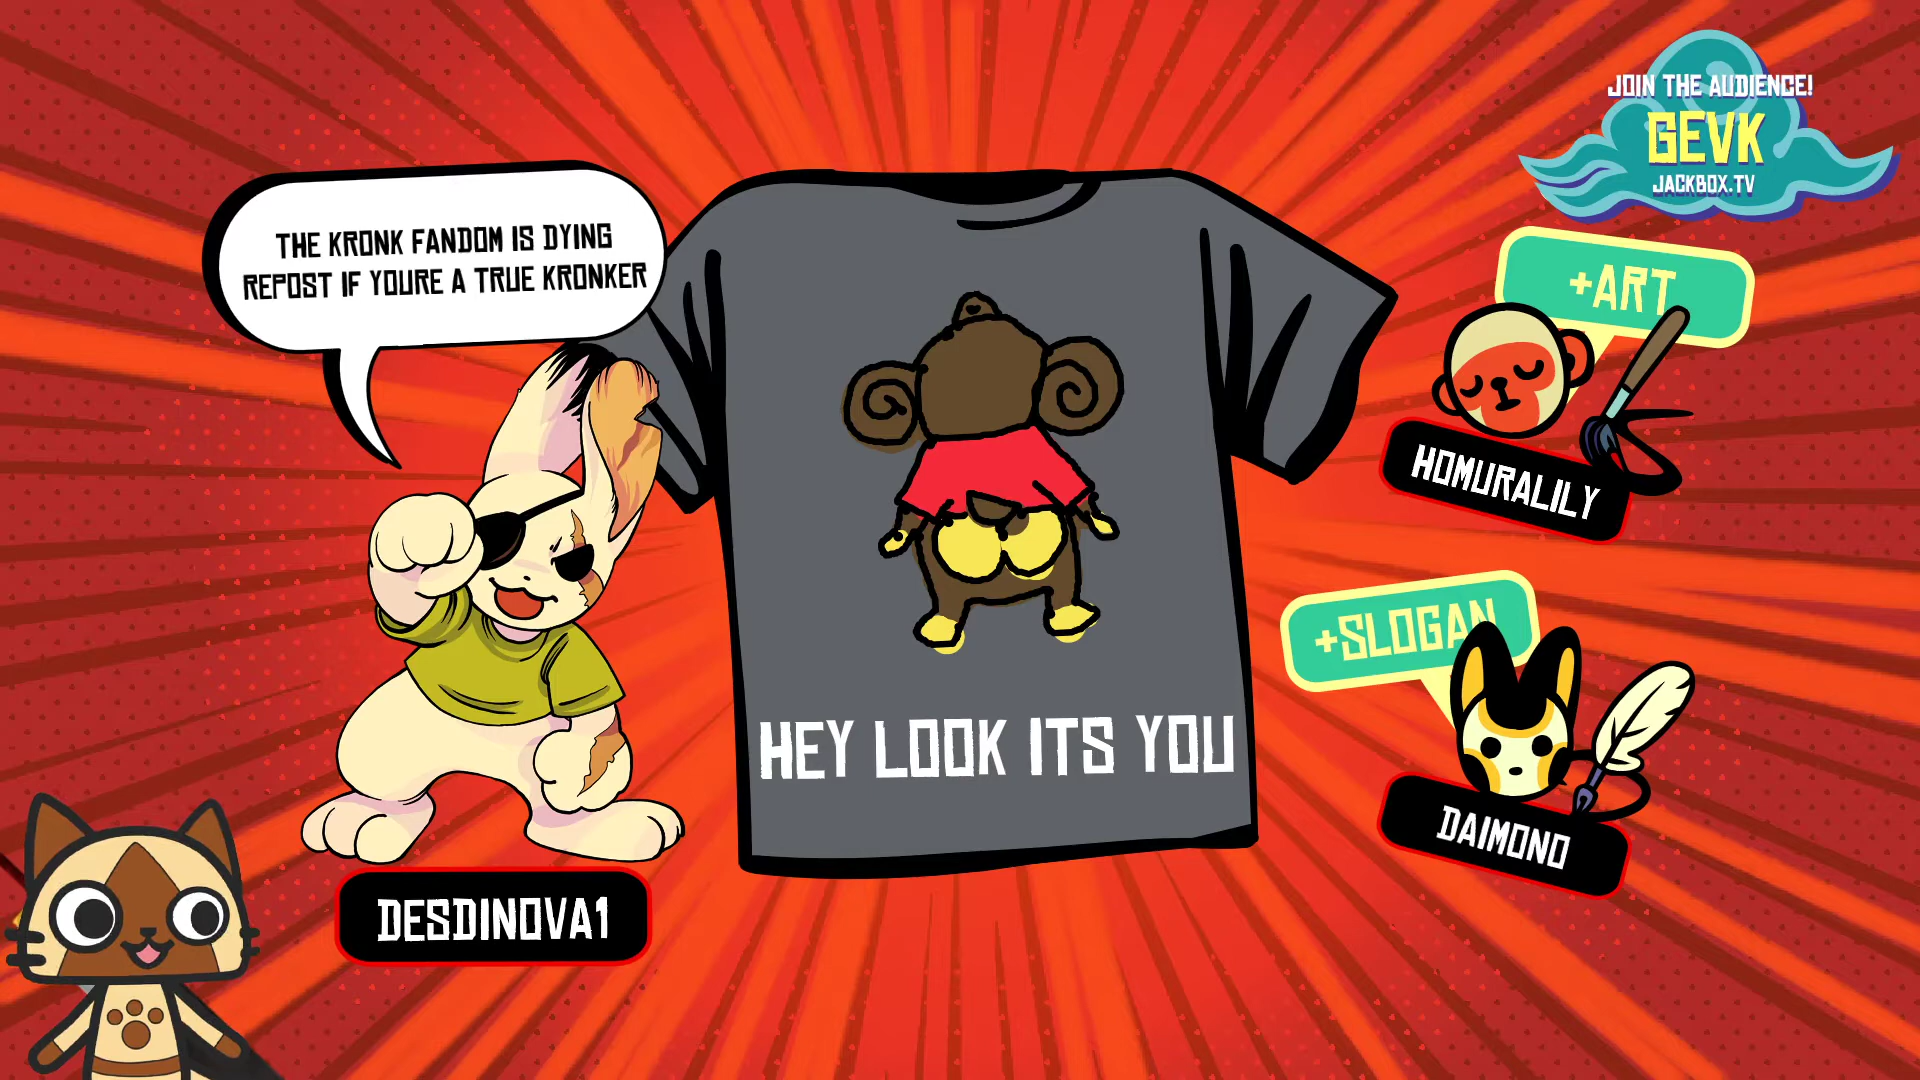 JOIN THE AUDIENCE!
GEVK
JACKBOX.TV
THE KRONK FANDOM IS DYING
REPOST IF YOURE A TRUE KRONKER
+ART
HOMURALILY
HEY LOOK ITS YOU
+SLOGAN
DAIMONO
DESDINOVA1